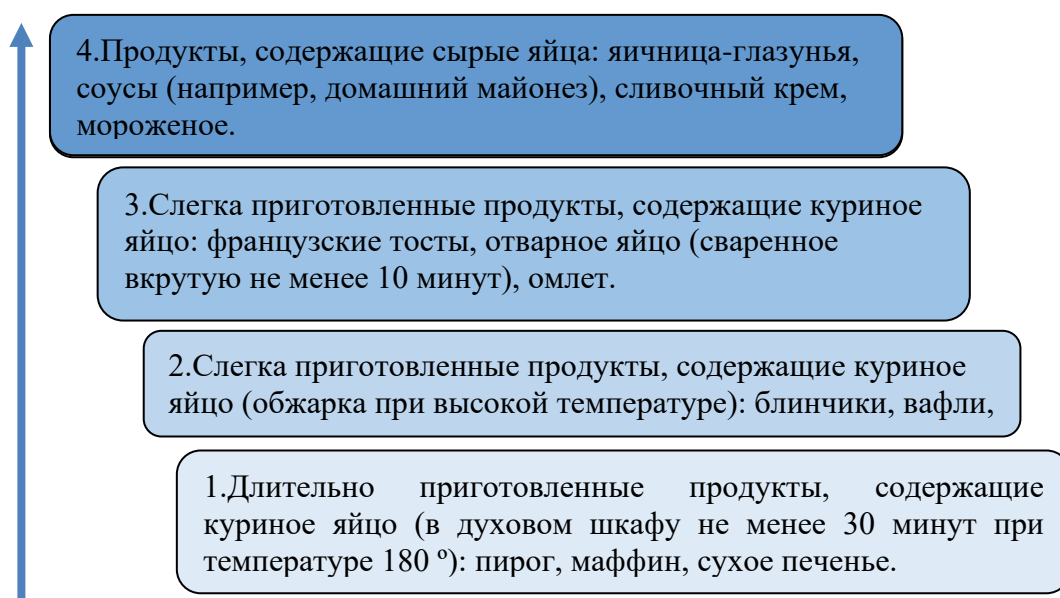 4.Продукты, содержащие сырые яйца: яичница-глазунья,
соусы (например, домашний майонез), сливочный крем,
мороженое.
3.Слегка приготовленные продукты, содержащие куриное
яйцо: французские тосты, отварное яйцо (сваренное
вкрутую не менее 10 минут), омлет.
2.Слегка приготовленные продукты, содержащие куриное
яйцо (обжарка при высокой температуре): блинчики, вафли,
1.Длительно приготовленные продукты, содержащие
куриное яйцо (в духовом шкафу не менее 30 минут при
температуре 180 º): пирог, маффин, сухое печенье.